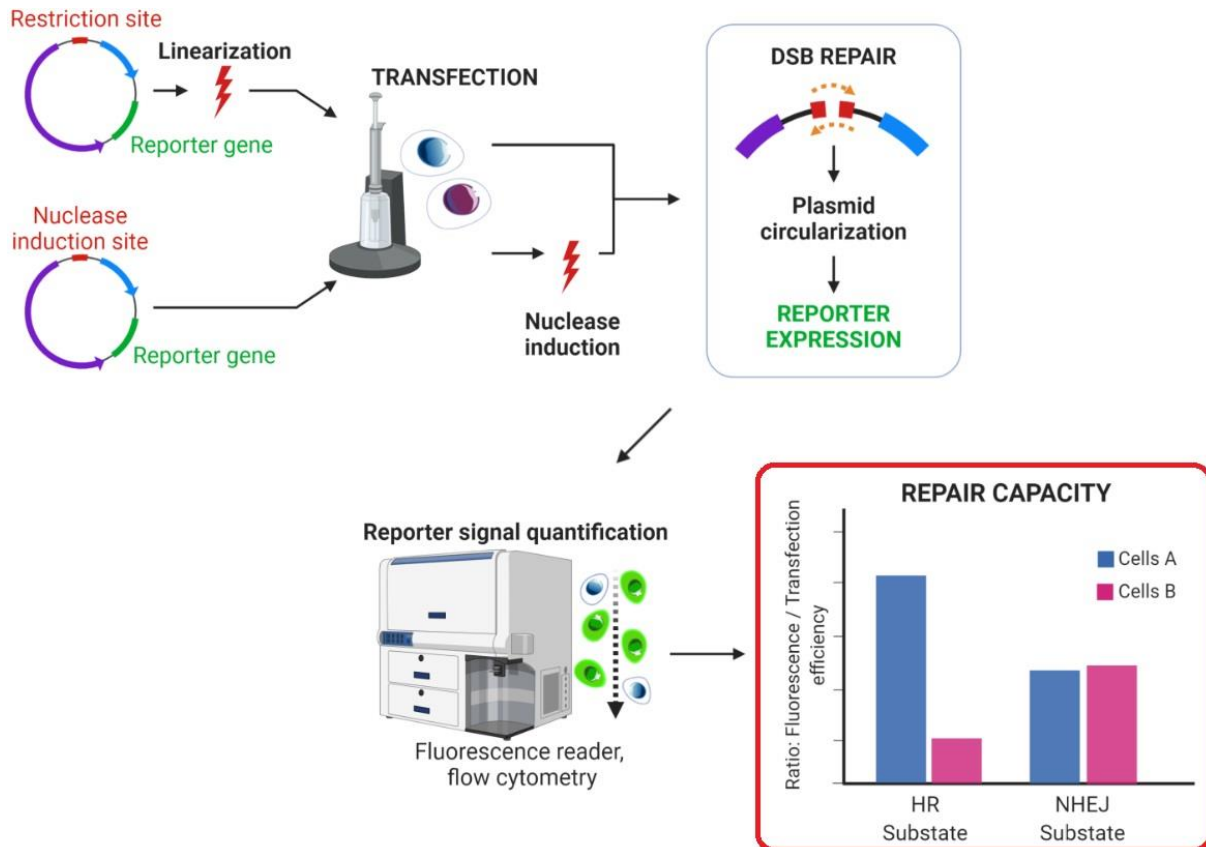 Restriction site
Linearization
Reporter gene
TRANSFECTION
Nuclease
induction site
Reporter gene
Nuclease
induction
DSB REPAIR
Plasmid
circularization
REPORTER
EXPRESSION
Reporter signal quantification
Fluorescence reader,
flow cytometry
REPAIR CAPACITY
Ratio: Fluorescence / Transfection
efficiency
Cells A
Cells B
HR
Substate
NHEJ
Substate